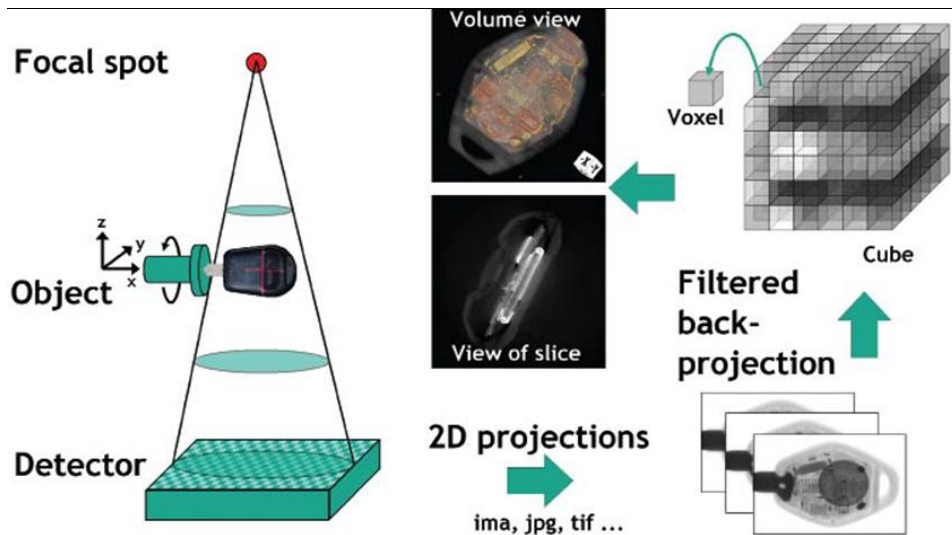 Focal spot
z
y
x
Object
Detector
2D projections
ima, jpg, tif ...
Filtered
back-
projection
Voxel
Cube
Volume view
View of slice